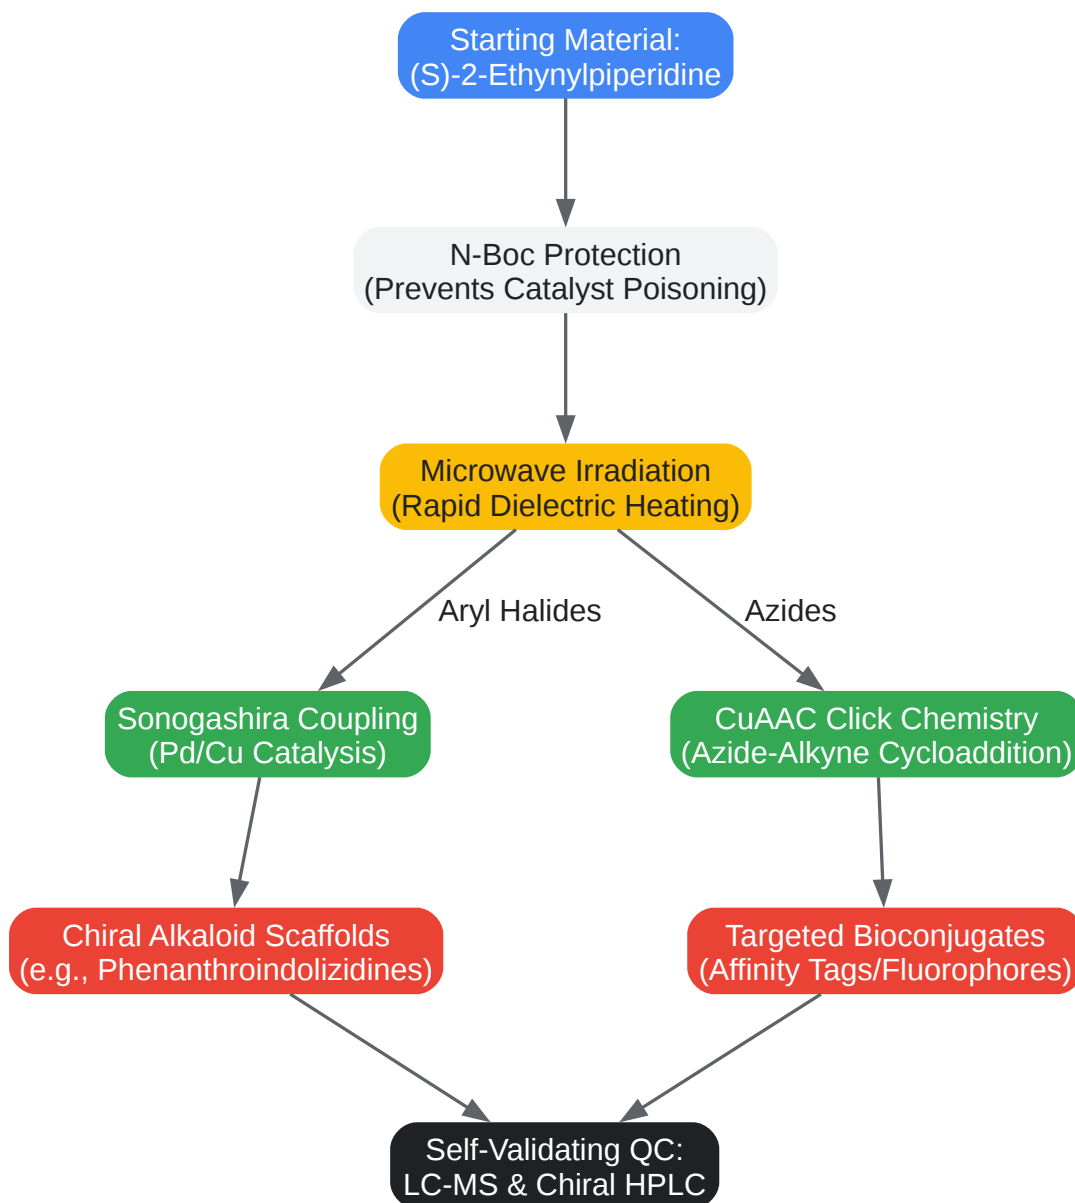 Starting Material:
(S)-2-Ethynylpiperidine
N-Boc Protection
(Prevents Catalyst Poisoning)
Microwave Irradiation
(Rapid Dielectric Heating)
Aryl Halides
Azides
Sonogashira Coupling
(Pd/Cu Catalysis)
CuAAC Click Chemistry
(Azide-Alkyne Cycloaddition)
Chiral Alkaloid Scaffolds
(e.g., Phenanthroindolizidines)
Targeted Bioconjugates
(Affinity Tags/Fluorophores)
Self-Validating QC:
LC-MS & Chiral HPLC